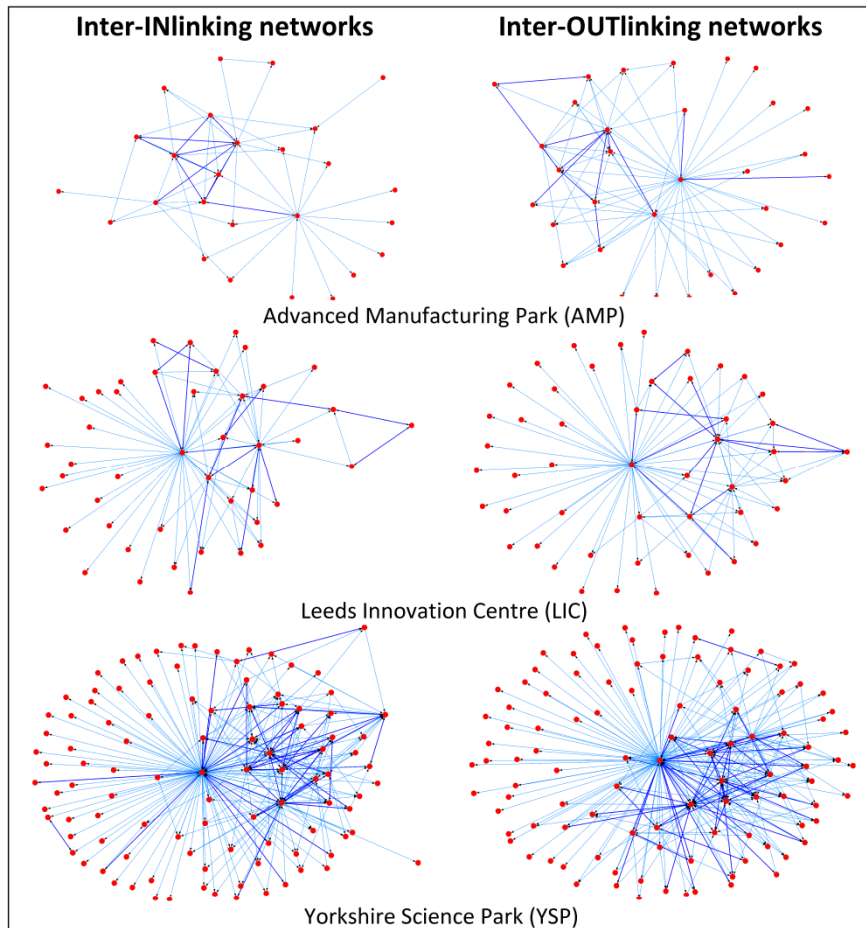 Inter-INlinking networks
Inter-OUTlinking networks
Advanced Manufacturing Park (AMP)
Leeds Innovation Centre (LIC)
Yorkshire Science Park (YSP)